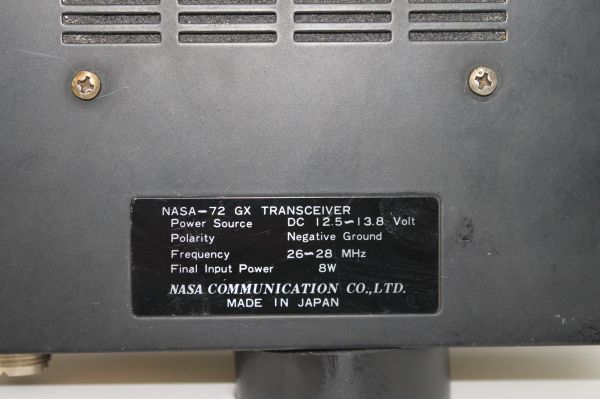 NASA-72 GX TRANSCEIVER
Power Source DC 12.5-13.8 Volt
Polarity Negative Ground
Frequency 26-28 MHz
Final Input Power 8W
NASA COMMUNICATION CO.,LTD.
MADE IN JAPAN